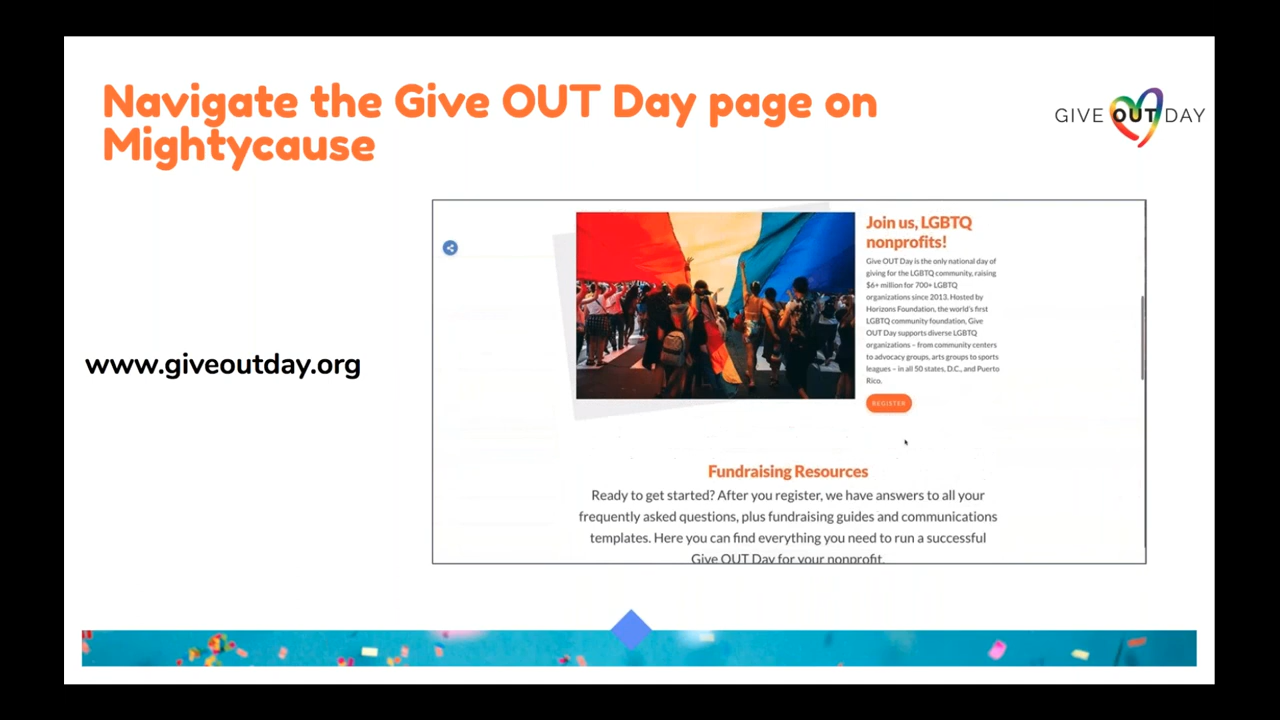 Navigate the Give OUT Day page on
Mightycause
GIVE OUT DAY
www.giveoutday.org
Join us, LGBTQ
nonprofits!
Give OUT Day is the only national day of
giving for the LGBTQ community, raising
$6+ million for 700+ LGBTQ
organizations since 2013. Hosted by
Horizons Foundation, the world's first
LGBTQ community foundation, Give
OUT Day supports diverse LGBTQ
organizations – from community centers
to advocacy groups, arts groups to sports
leagues – in all 50 states, D.C., and Puerto
Rico.
REGISTER
Fundraising Resources
Ready to get started? After you register, we have answers to all your
frequently asked questions, plus fundraising guides and communications
templates. Here you can find everything you need to run a successful
Give OUT Day for your nonprofit.